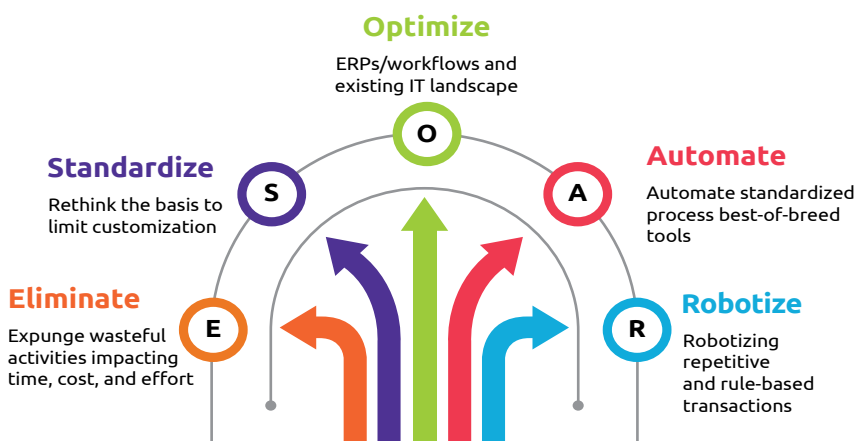 Optimize
ERPs/workflows and
existing IT landscape
O
Standardize
Rethink the basis to
limit customization
S
Automate
Automate standardized
process best-of-breed
tools
A
Eliminate
Expunge wasteful
activities impacting
time, cost, and effort
E
Robotize
Robotizing
repetitive
and rule-based
transactions
R